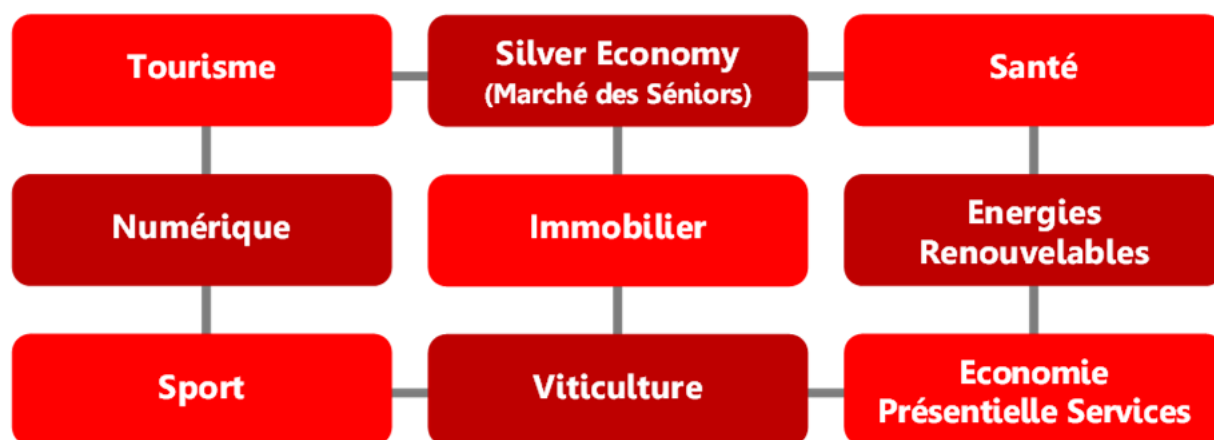 Tourisme
Silver Economy
(Marché des Séniors)
Santé
Numérique
Immobilier
Energies
Renouvelables
Sport
Viticulture
Economie
Présentielle Services